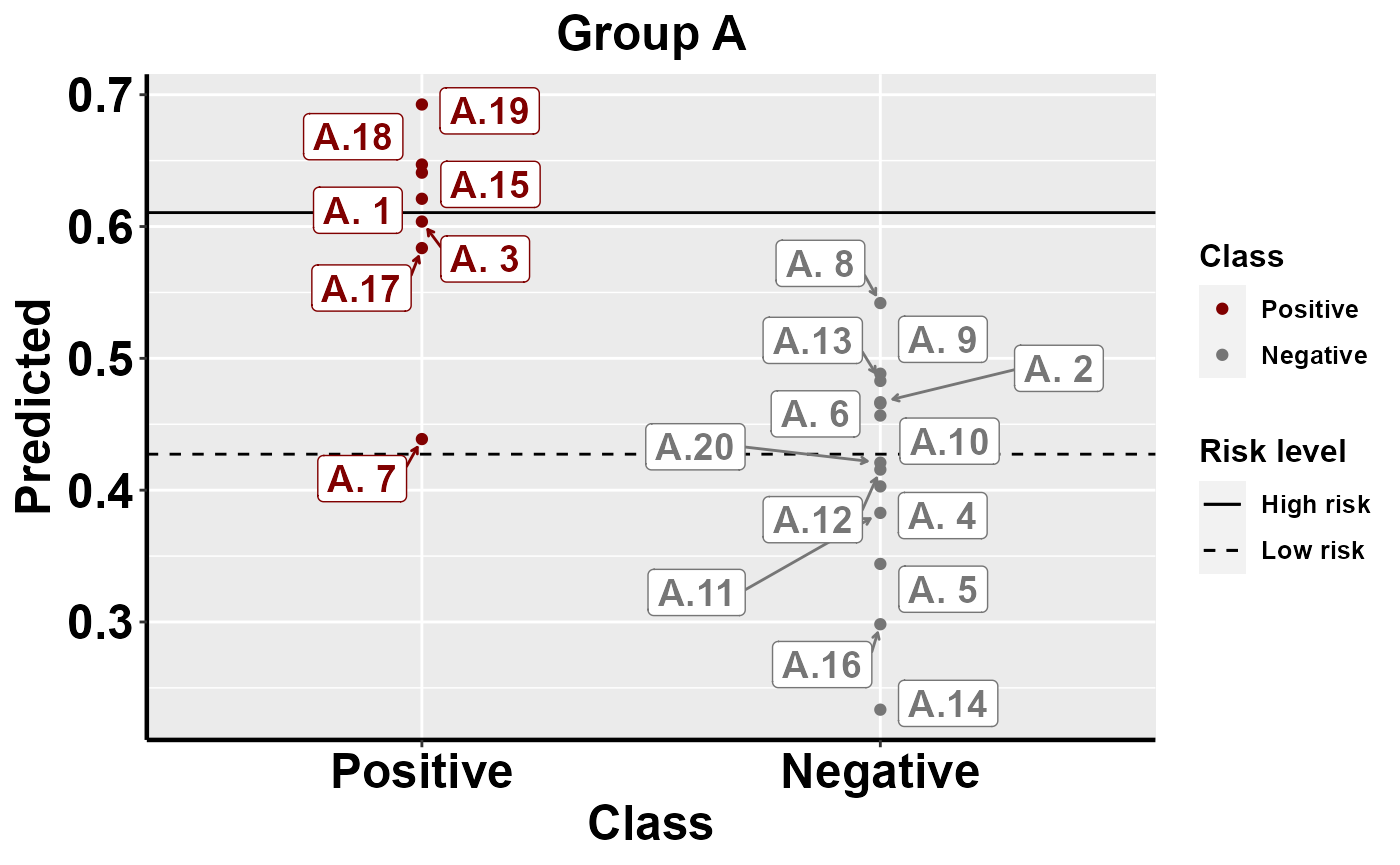 Group A
Predicted
0.7
0.6
0.5
0.4
0.3
A.19
A.18
A.15
A. 1
A. 3
A.17
A. 7
A. 8
A. 9
A.13
A. 2
A. 6
A.10
A.20
A.12
A. 4
A.11
A. 5
A.16
A.14
Positive
Negative
Class
Class
Positive
Negative
Risk level
High risk
Low risk